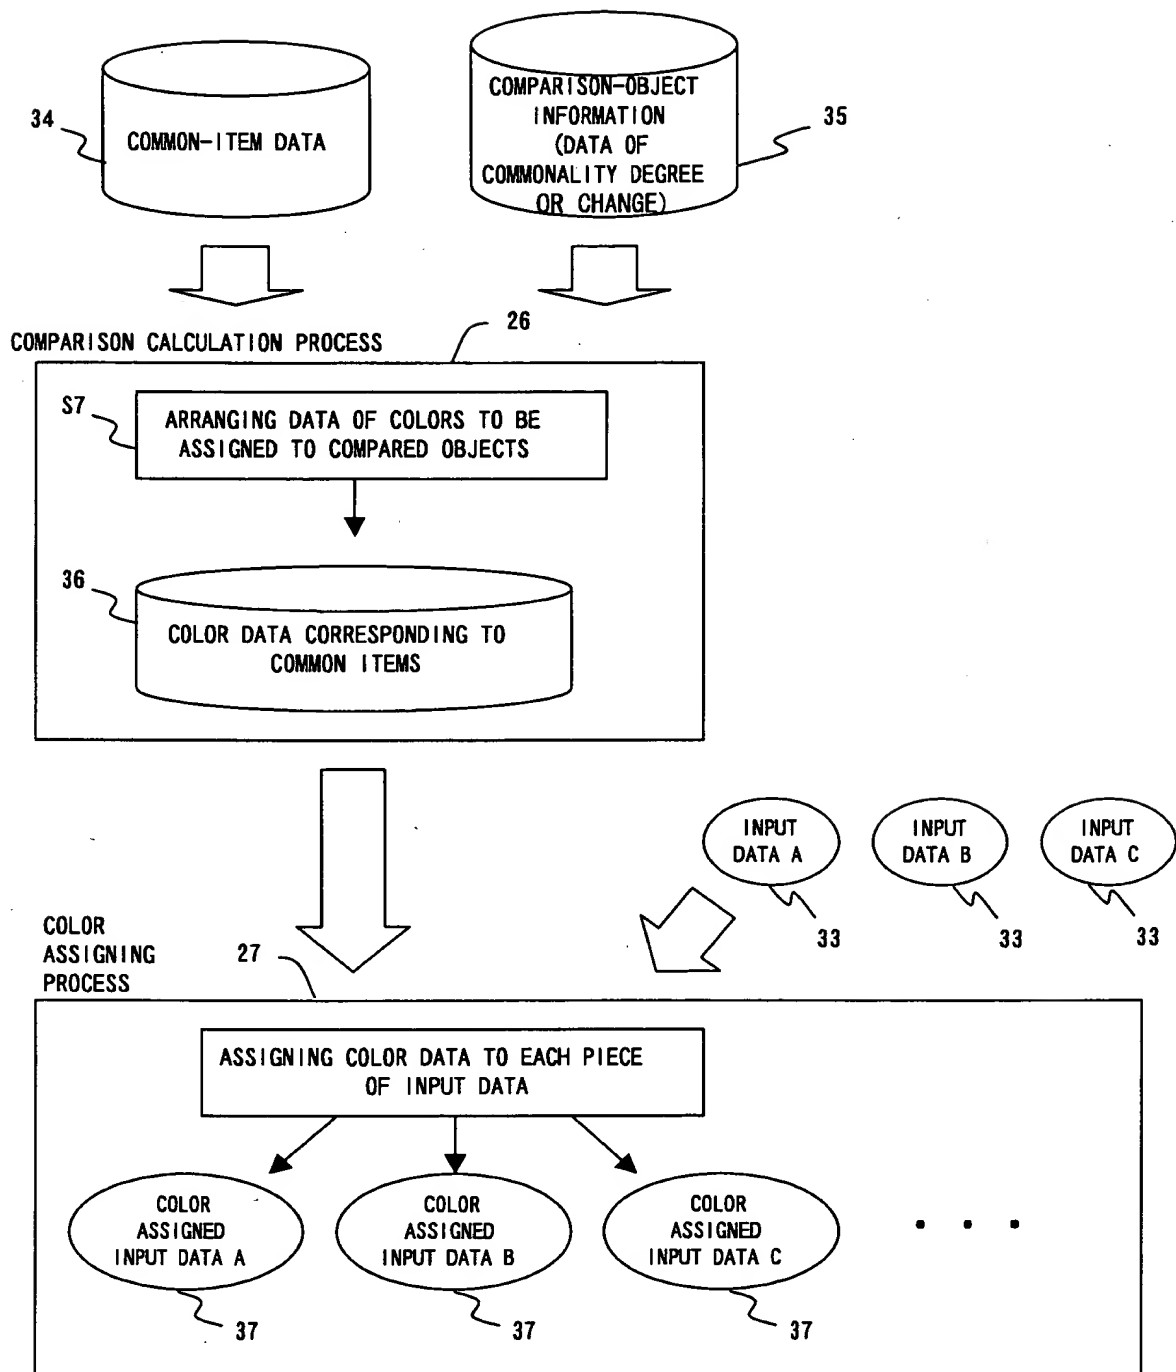 34
COMMON-ITEM DATA
COMPARISON-OBJECT
INFORMATION
(DATA OF
COMMONALITY DEGREE
OR CHANGE)
35
COMPARISON CALCULATION PROCESS
26
S7
ARRANGING DATA OF COLORS TO BE
ASSIGNED TO COMPARED OBJECTS
36
COLOR DATA CORRESPONDING TO
COMMON ITEMS
INPUT
DATA A
INPUT
DATA B
INPUT
DATA C
33
33
33
COLOR
ASSIGNING
PROCESS
27
ASSIGNING COLOR DATA TO EACH PIECE
OF INPUT DATA
COLOR
ASSIGNED
INPUT DATA A
COLOR
ASSIGNED
INPUT DATA B
COLOR
ASSIGNED
INPUT DATA C
• • •
37
37
37